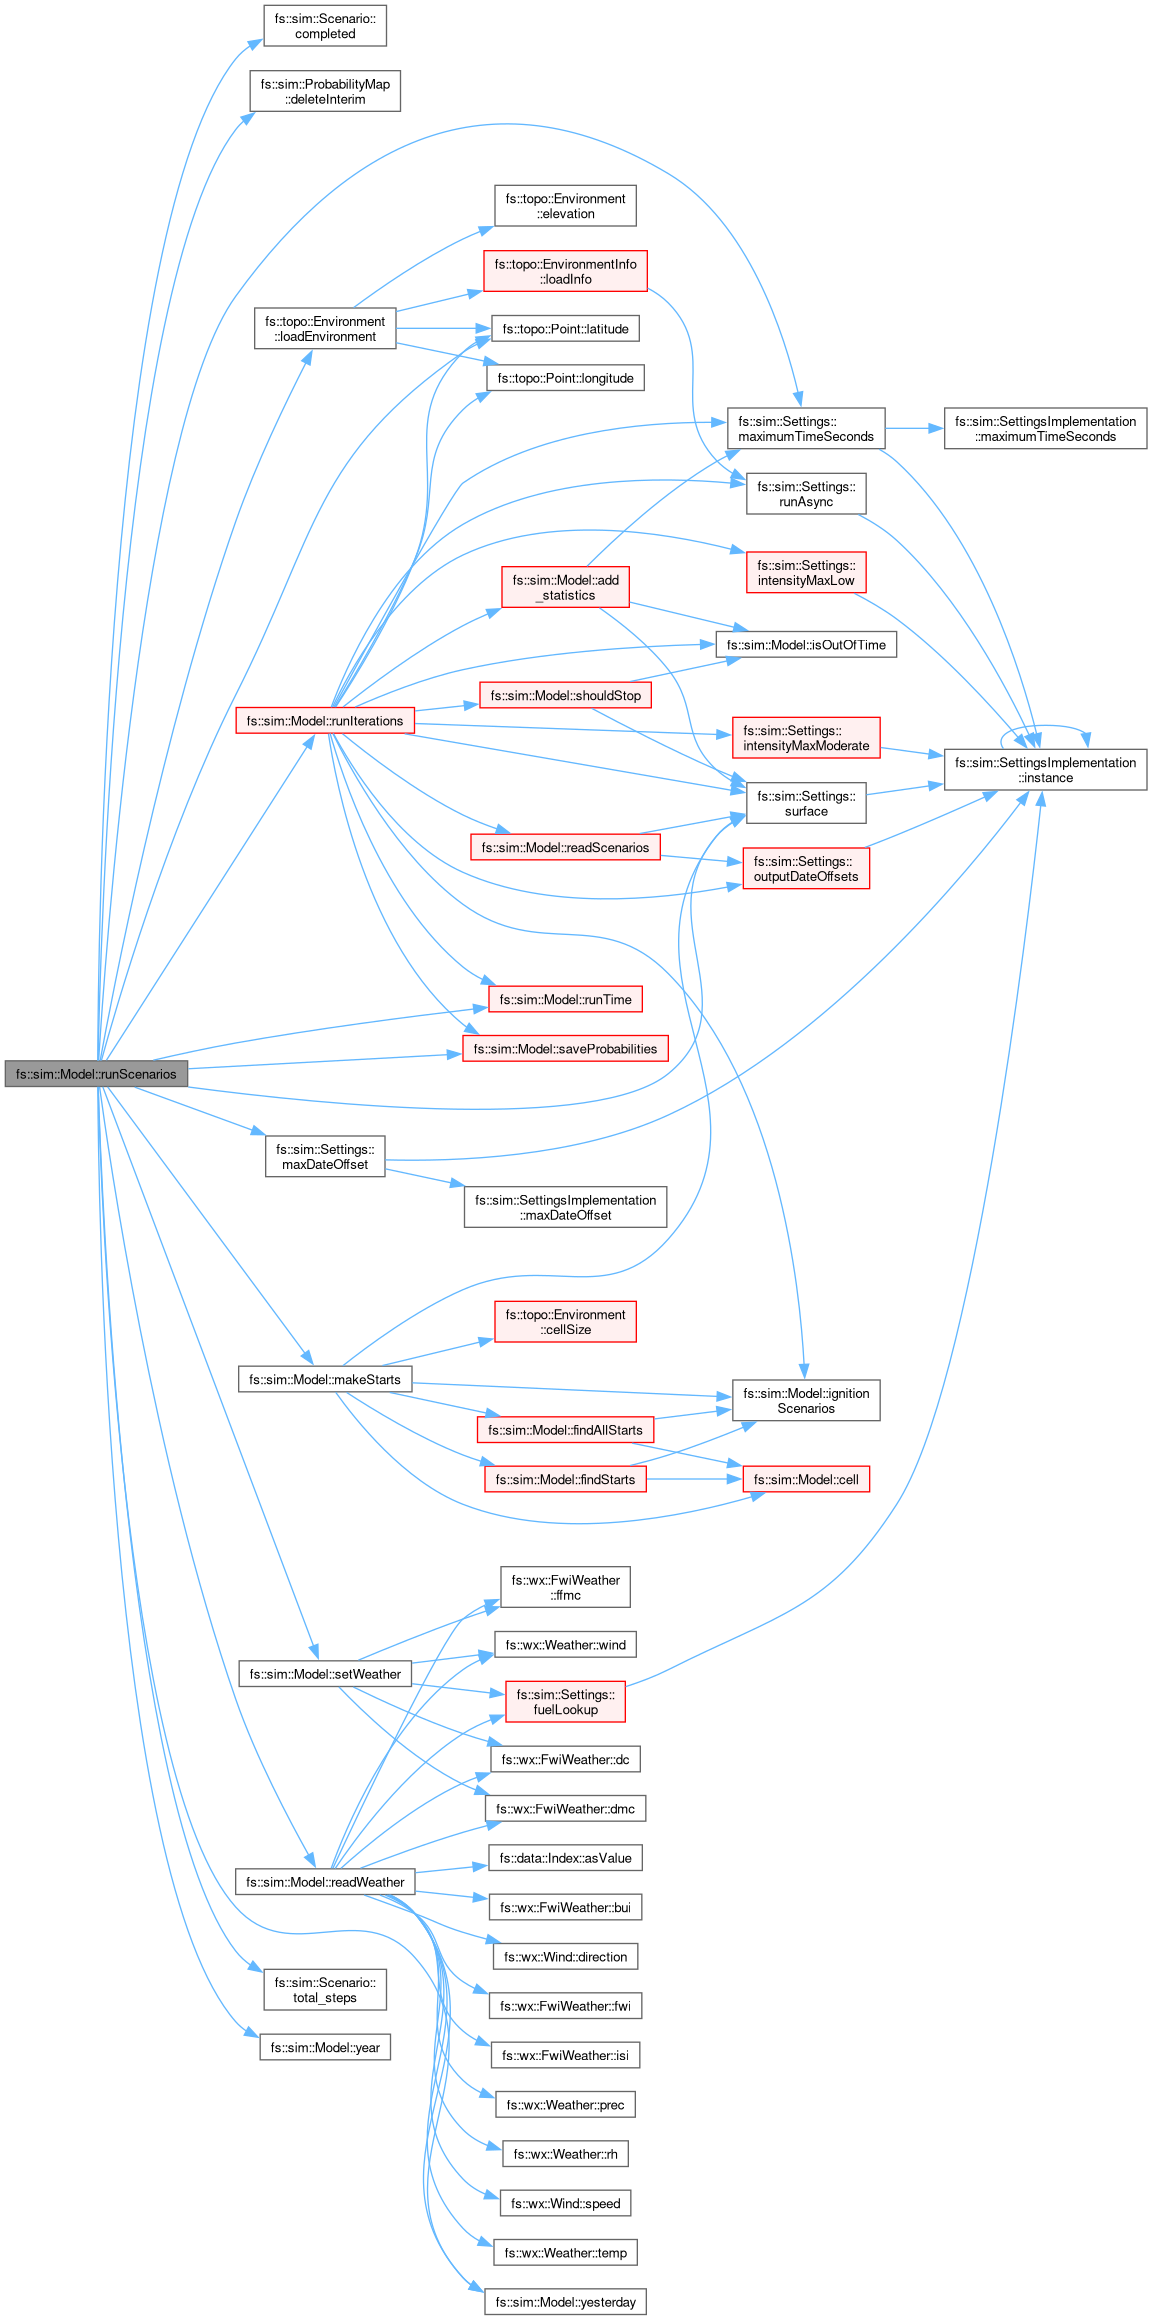 fs::sim::Scenario::
completed
fs::sim::ProbabilityMap
::deleteInterim
fs::topo::Environment
::elevation
fs::topo::EnvironmentInfo
::loadInfo
fs::topo::Environment
::loadEnvironment
fs::topo::Point::latitude
fs::topo::Point::longitude
fs::sim::Settings::
maximumTimeSeconds
fs::sim::SettingsImplementation
::maximumTimeSeconds
fs::sim::Settings::
runAsync
fs::sim::Settings::
intensityMaxLow
fs::sim::Model::add
_statistics
fs::sim::Model::isOutOfTime
fs::sim::Model::shouldStop
fs::sim::Model::runIterations
fs::sim::Settings::
intensityMaxModerate
fs::sim::SettingsImplementation
::instance
fs::sim::Settings::
surface
fs::sim::Model::readScenarios
fs::sim::Settings::
outputDateOffsets
fs::sim::Model::runTime
fs::sim::Model::saveProbabilities
fs::sim::Model::runScenarios
fs::sim::Settings::
maxDateOffset
fs::sim::SettingsImplementation
::maxDateOffset
fs::topo::Environment
::cellSize
fs::sim::Model::makeStarts
fs::sim::Model::ignition
Scenarios
fs::sim::Model::findAllStarts
fs::sim::Model::findStarts
fs::sim::Model::cell
fs::wx::FwiWeather
::ffmc
fs::wx::Weather::wind
fs::sim::Model::setWeather
fs::sim::Settings::
fuelLookup
fs::wx::FwiWeather::dc
fs::wx::FwiWeather::dmc
fs::data::Index::asValue
fs::sim::Model::readWeather
fs::wx::FwiWeather::bui
fs::wx::Wind::direction
fs::sim::Scenario::
total_steps
fs::wx::FwiWeather::fwi
fs::sim::Model::year
fs::wx::FwiWeather::isi
fs::wx::Weather::prec
fs::wx::Weather::rh
fs::wx::Wind::speed
fs::wx::Weather::temp
fs::sim::Model::yesterday